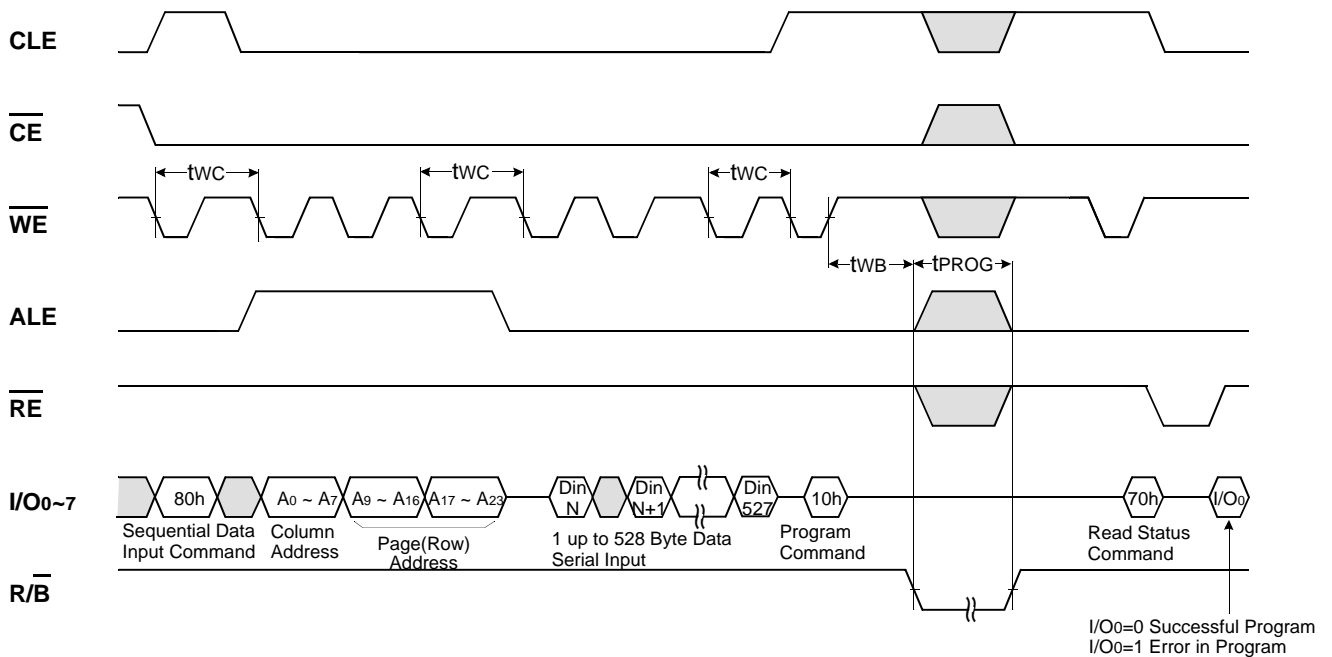 CLE
CE
tWC tWC tWC
WE
tWB tPROG
ALE
RE
I/O0~7 80h A0 ~ A7 A9 ~ A16 A17 ~ A23 Din N Din N+1 Din 527 10h 70h I/O0
Sequential Data
Input Command
Column
Address
Page(Row)
Address
1 up to 528 Byte Data
Serial Input
Program
Command
Read Status
Command
R/B
I/O0=0 Successful Program
I/O0=1 Error in Program